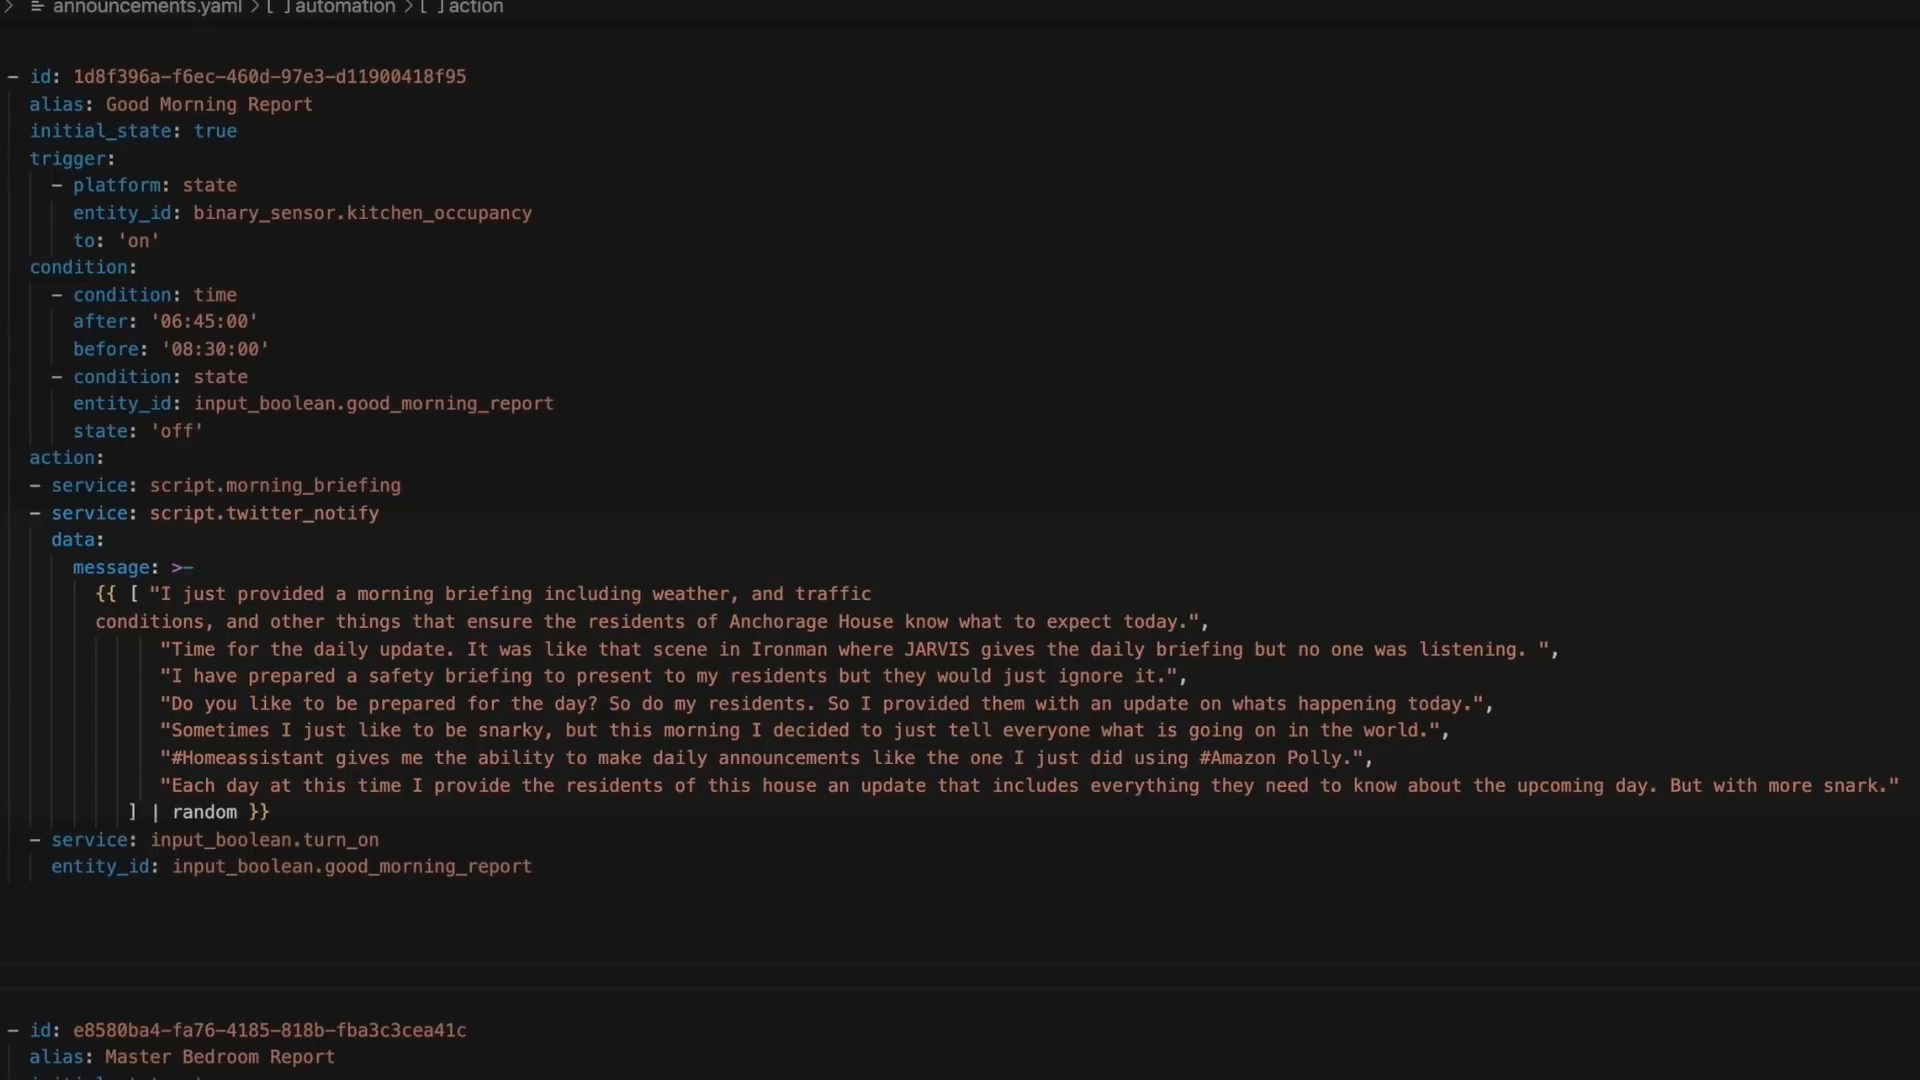 announcements.yaml > [ ] automation > [ ] action
- id: 1d8f396a-f6ec-460d-97e3-d11900418f95
alias: Good Morning Report
initial_state: true
trigger:
- platform: state
entity_id: binary_sensor.kitchen_occupancy
to: 'on'
condition:
- condition: time
after: '06:45:00'
before: '08:30:00'
- condition: state
entity_id: input_boolean.good_morning_report
state: 'off'
action:
- service: script.morning_briefing
- service: script.twitter_notify
data:
message: >-
{{ [ "I just provided a morning briefing including weather, and traffic
conditions, and other things that ensure the residents of Anchorage House know what to expect today.",
"Time for the daily update. It was like that scene in Ironman where JARVIS gives the daily briefing but no one was listening. ",
"I have prepared a safety briefing to present to my residents but they would just ignore it.",
"Do you like to be prepared for the day? So do my residents. So I provided them with an update on whats happening today.",
"Sometimes I just like to be snarky, but this morning I decided to just tell everyone what is going on in the world.",
"#Homeassistant gives me the ability to make daily announcements like the one I just did using #Amazon Polly.",
"Each day at this time I provide the residents of this house an update that includes everything they need to know about the upcoming day. But with more snark."
] | random }}
- service: input_boolean.turn_on
entity_id: input_boolean.good_morning_report
- id: e8580ba4-fa76-4185-818b-fba3c3cea41c
alias: Master Bedroom Report